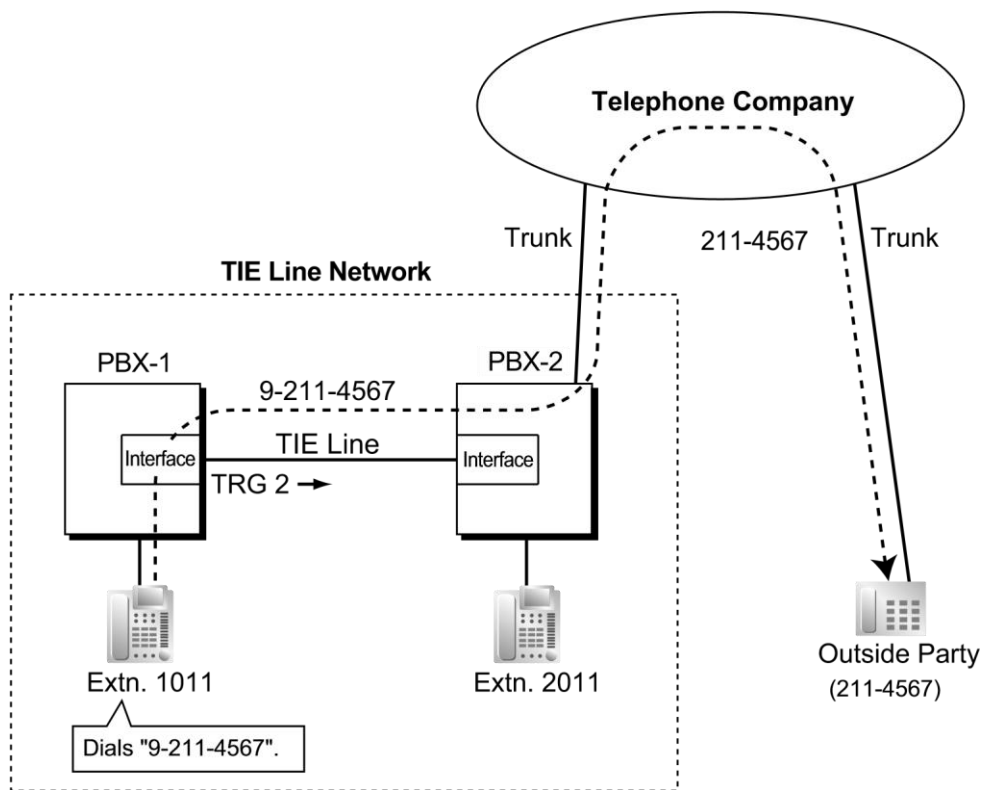 Telephone Company
Trunk
211-4567
Trunk
TIE Line Network
PBX-1
PBX-2
9-211-4567
Interface
TIE Line
Interface
TRG 2
Extn. 1011
Extn. 2011
Outside Party
(211-4567)
Dials "9-211-4567".